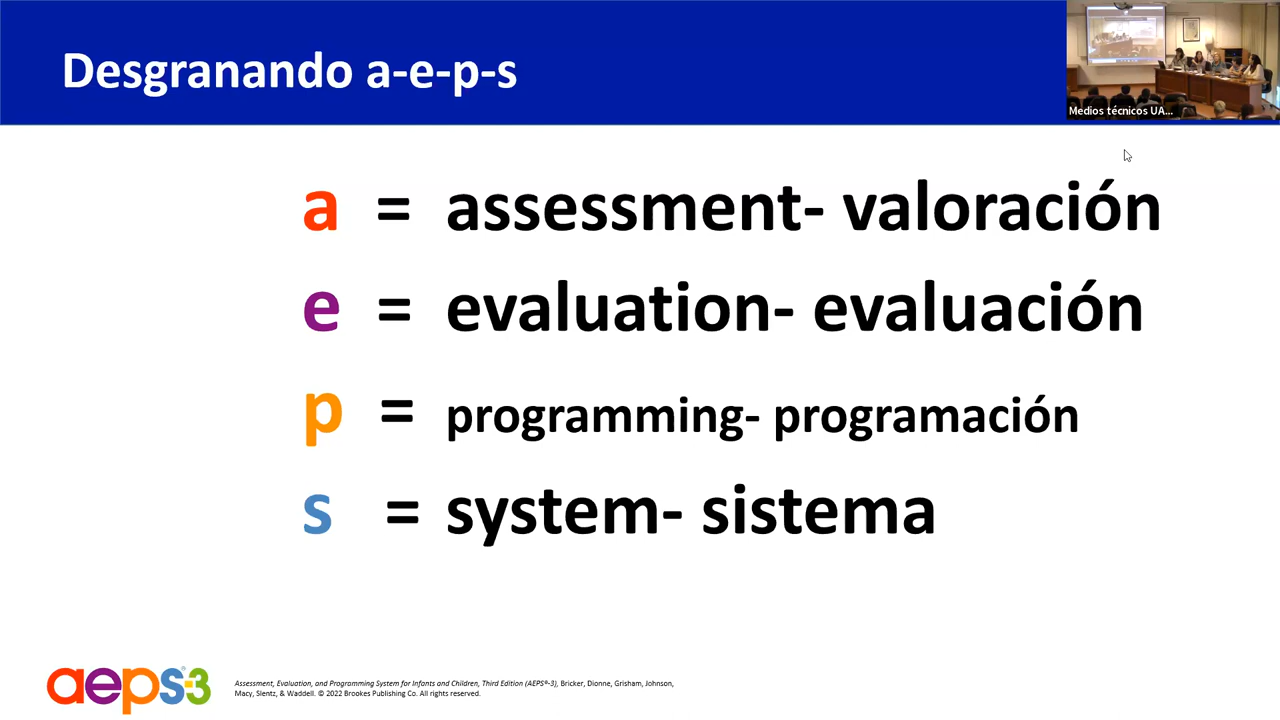 Desgranando a-e-p-s
Medios técnicos UA...
a = assessment- valoración
e = evaluation- evaluación
p = programming- programación
s = system- sistema
aeps®-3
Assessment, Evaluation, and Programming System for Infants and Children, Third Edition (AEPS®-3), Bricker, Dionne, Grisham, Johnson,
Macy, Slentz, & Waddell. © 2022 Brookes Publishing Co. All rights reserved.